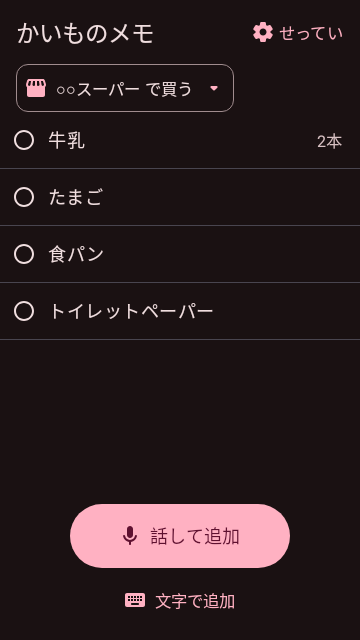 かいものメモ
せってい
○○スーパー で買う
牛乳 2本
たまご
食パン
トイレットペーパー
話して追加
文字で追加